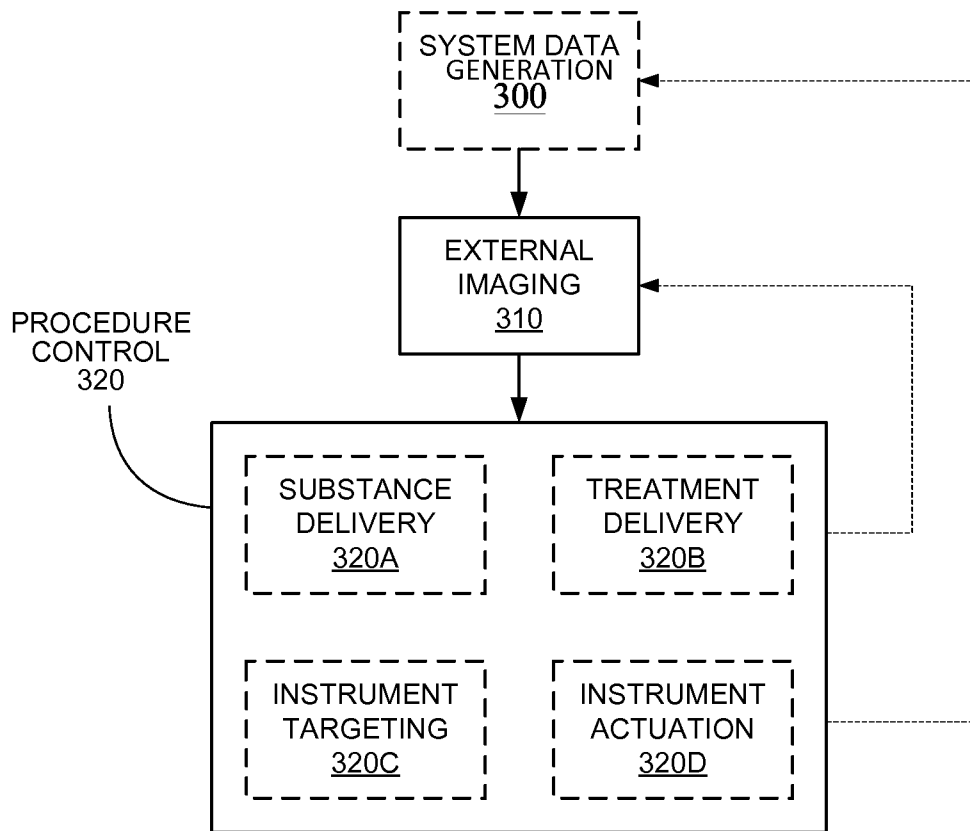 SYSTEM DATA
GENERATION
300
EXTERNAL
IMAGING
310
PROCEDURE
CONTROL
320
SUBSTANCE
DELIVERY
320A
TREATMENT
DELIVERY
320B
INSTRUMENT
TARGETING
320C
INSTRUMENT
ACTUATION
320D